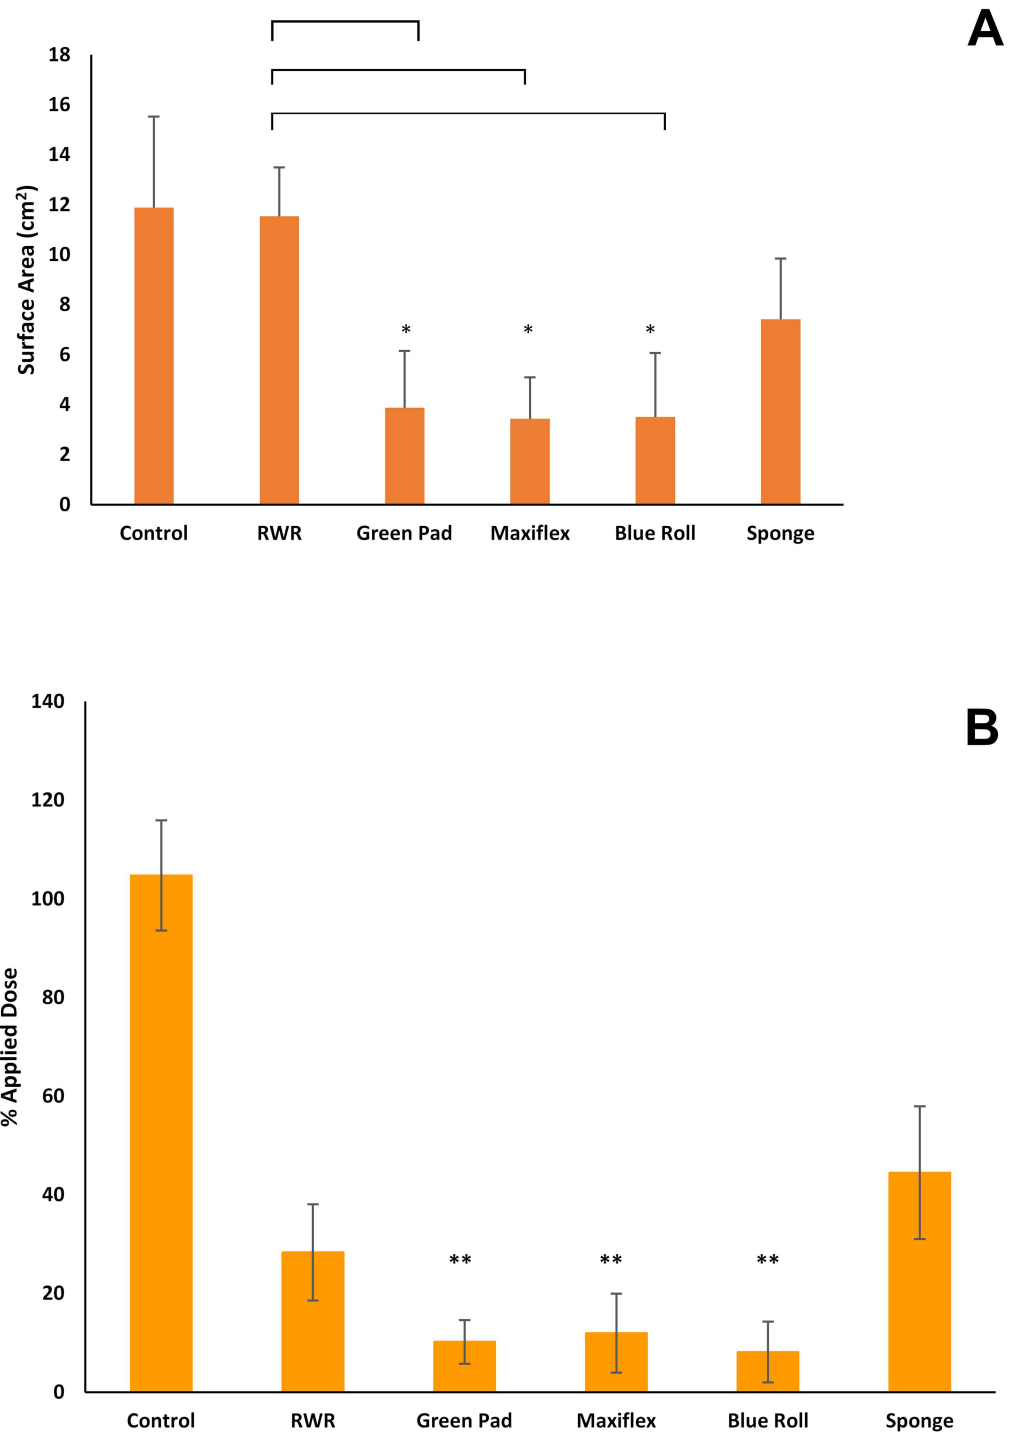 A
18
16
14
12
10
8
6
4
2
0
Surface Area (cm²)
* * *
Control RWR Green Pad Maxiflex Blue Roll Sponge
B
140
120
100
80
60
40
20
0
% Applied Dose
** ** **
Control RWR Green Pad Maxiflex Blue Roll Sponge